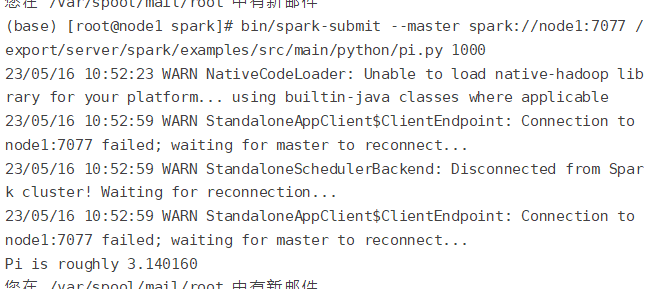 您在 /var/spool/mail/root 中有新邮件
(base) [root@node1 spark]# bin/spark-submit --master spark://node1:7077 /
export/server/spark/examples/src/main/python/pi.py 1000
23/05/16 10:52:23 WARN NativeCodeLoader: Unable to load native-hadoop lib
rary for your platform... using builtin-java classes where applicable
23/05/16 10:52:59 WARN StandaloneAppClient$ClientEndpoint: Connection to
node1:7077 failed; waiting for master to reconnect...
23/05/16 10:52:59 WARN StandaloneSchedulerBackend: Disconnected from Spar
k cluster! Waiting for reconnection...
23/05/16 10:52:59 WARN StandaloneAppClient$ClientEndpoint: Connection to
node1:7077 failed; waiting for master to reconnect...
Pi is roughly 3.140160
您在 /var/spool/mail/root 中有新邮件